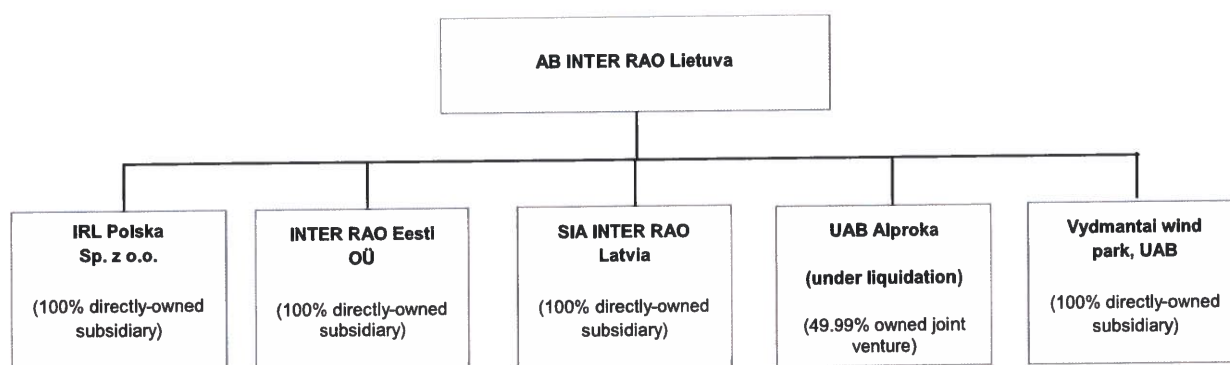 AB INTER RAO Lietuva
IRL Polska
Sp. z o.o.
(100% directly-owned
subsidiary)
INTER RAO Eesti
OÜ
(100% directly-owned
subsidiary)
SIA INTER RAO
Latvia
(100% directly-owned
subsidiary)
UAB Alproka
(under liquidation)
(49.99% owned joint
venture)
Vydmantai wind
park, UAB
(100% directly-owned
subsidiary)